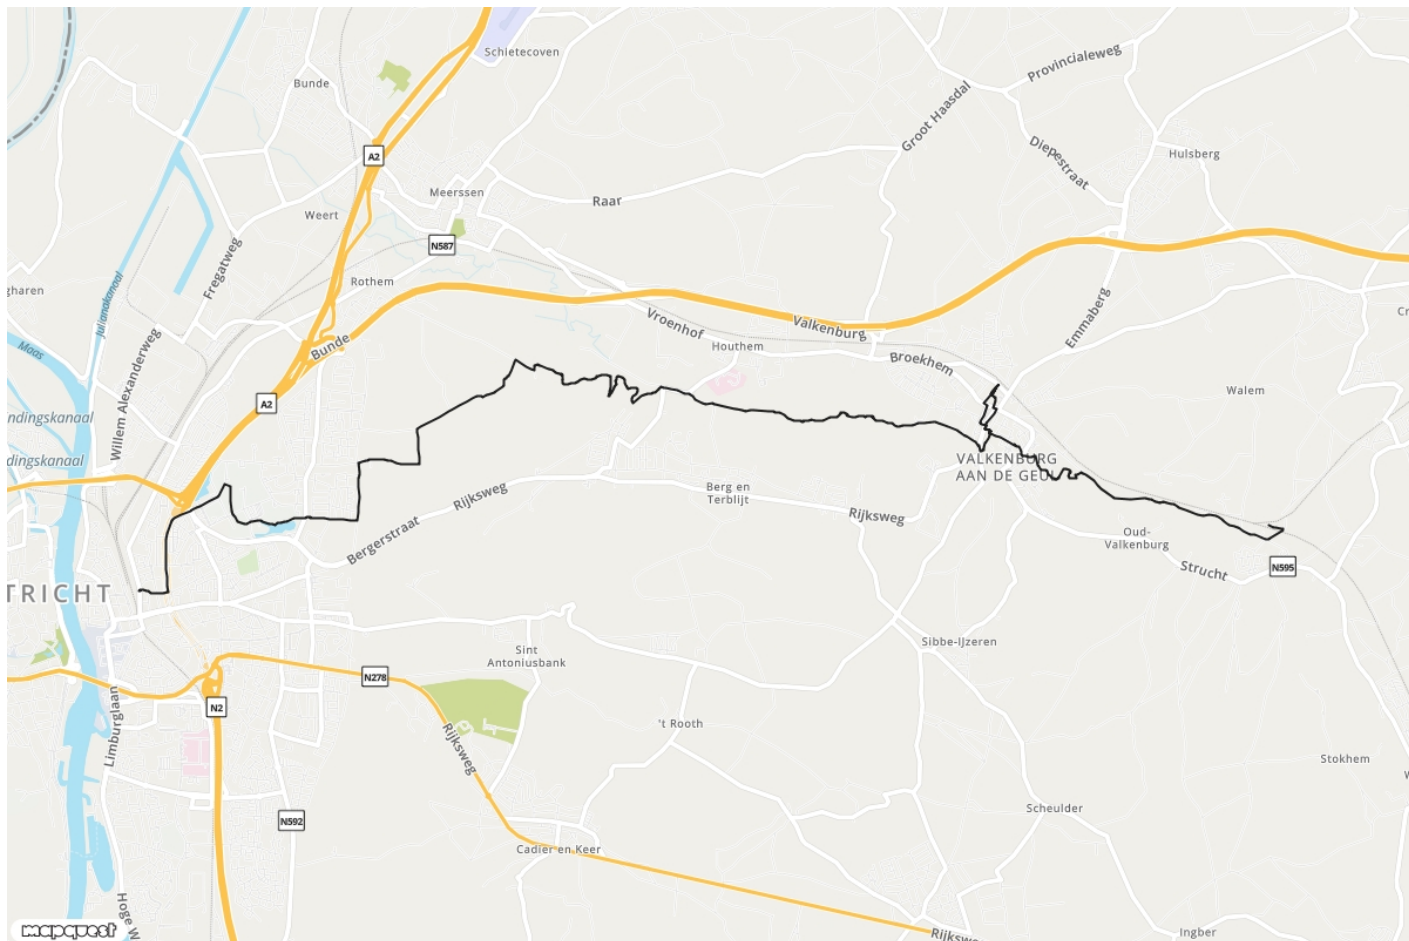 Schietecoven
Provincialeweg
Bunde
Groot Haasdal
A2
Diepestraat
Hulsberg
Meerssen
Raar
Weert
N587
Fregatweg
Rothem
gharen
Julianakanaal
Emmaberg
Cr
Vroenhof
Valkenburg
Maas
Bunde
Houthem
Broekhem
Willem Alexanderweg
Walem
A2
ndingskanaal
dingskanaal
VALKENBURG
AAN DE GEUL
Berg en
Terblijt
Rijksweg
Rijksweg
Bergerstraat
Oud-
Valkenburg
Strucht
N595
TRICHT
Sibbe-IJzeren
Sint
Antoniusbank
N278
Limburglaan
N2
't Rooth
Rijksweg
Stokhem
W
Scheulder
N592
Cadier en Keer
Hoge W
mapquest
Rijksweg
Ingber